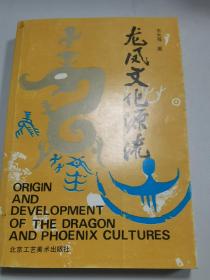 龙凤文化源流
ORIGIN
AND
DEVELOPMENT
OF THE DRAGON
AND PHOENIX CULTURES
北京工艺美术出版社